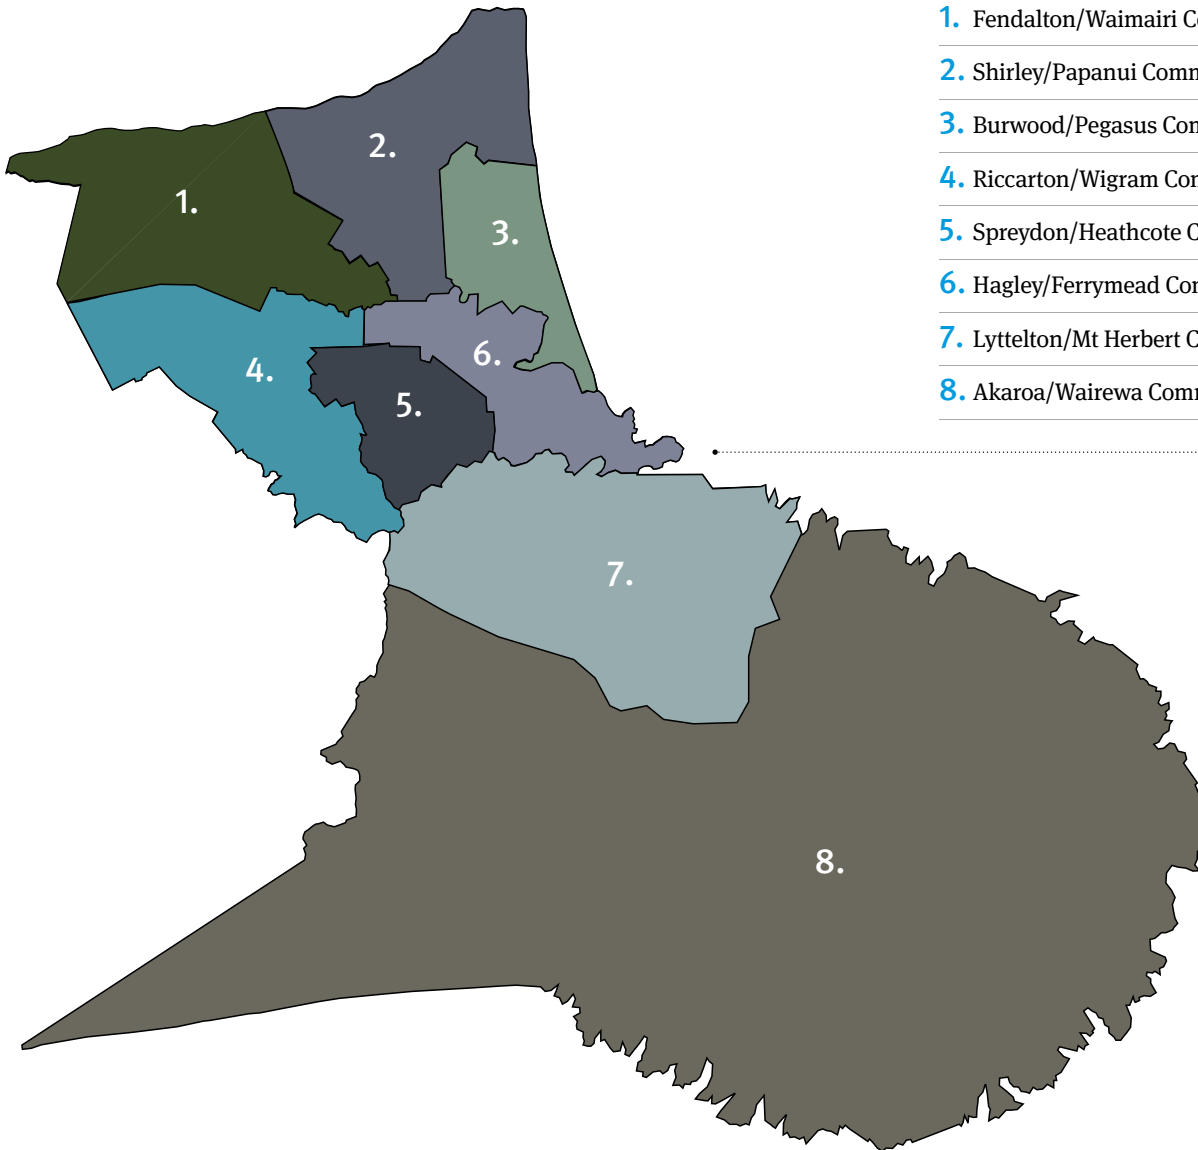 1. Fendalton/Waimairi
2. Shirley/Papanui
3. Burwood/Pegasus
4. Riccarton/Wigram
5. Spreydon/Heathcote
6. Hagley/Ferrymead
7. Lyttelton/Mt Herbert
8. Akaroa/Wairewa
1.
2.
3.
4.
5.
6.
7.
8.